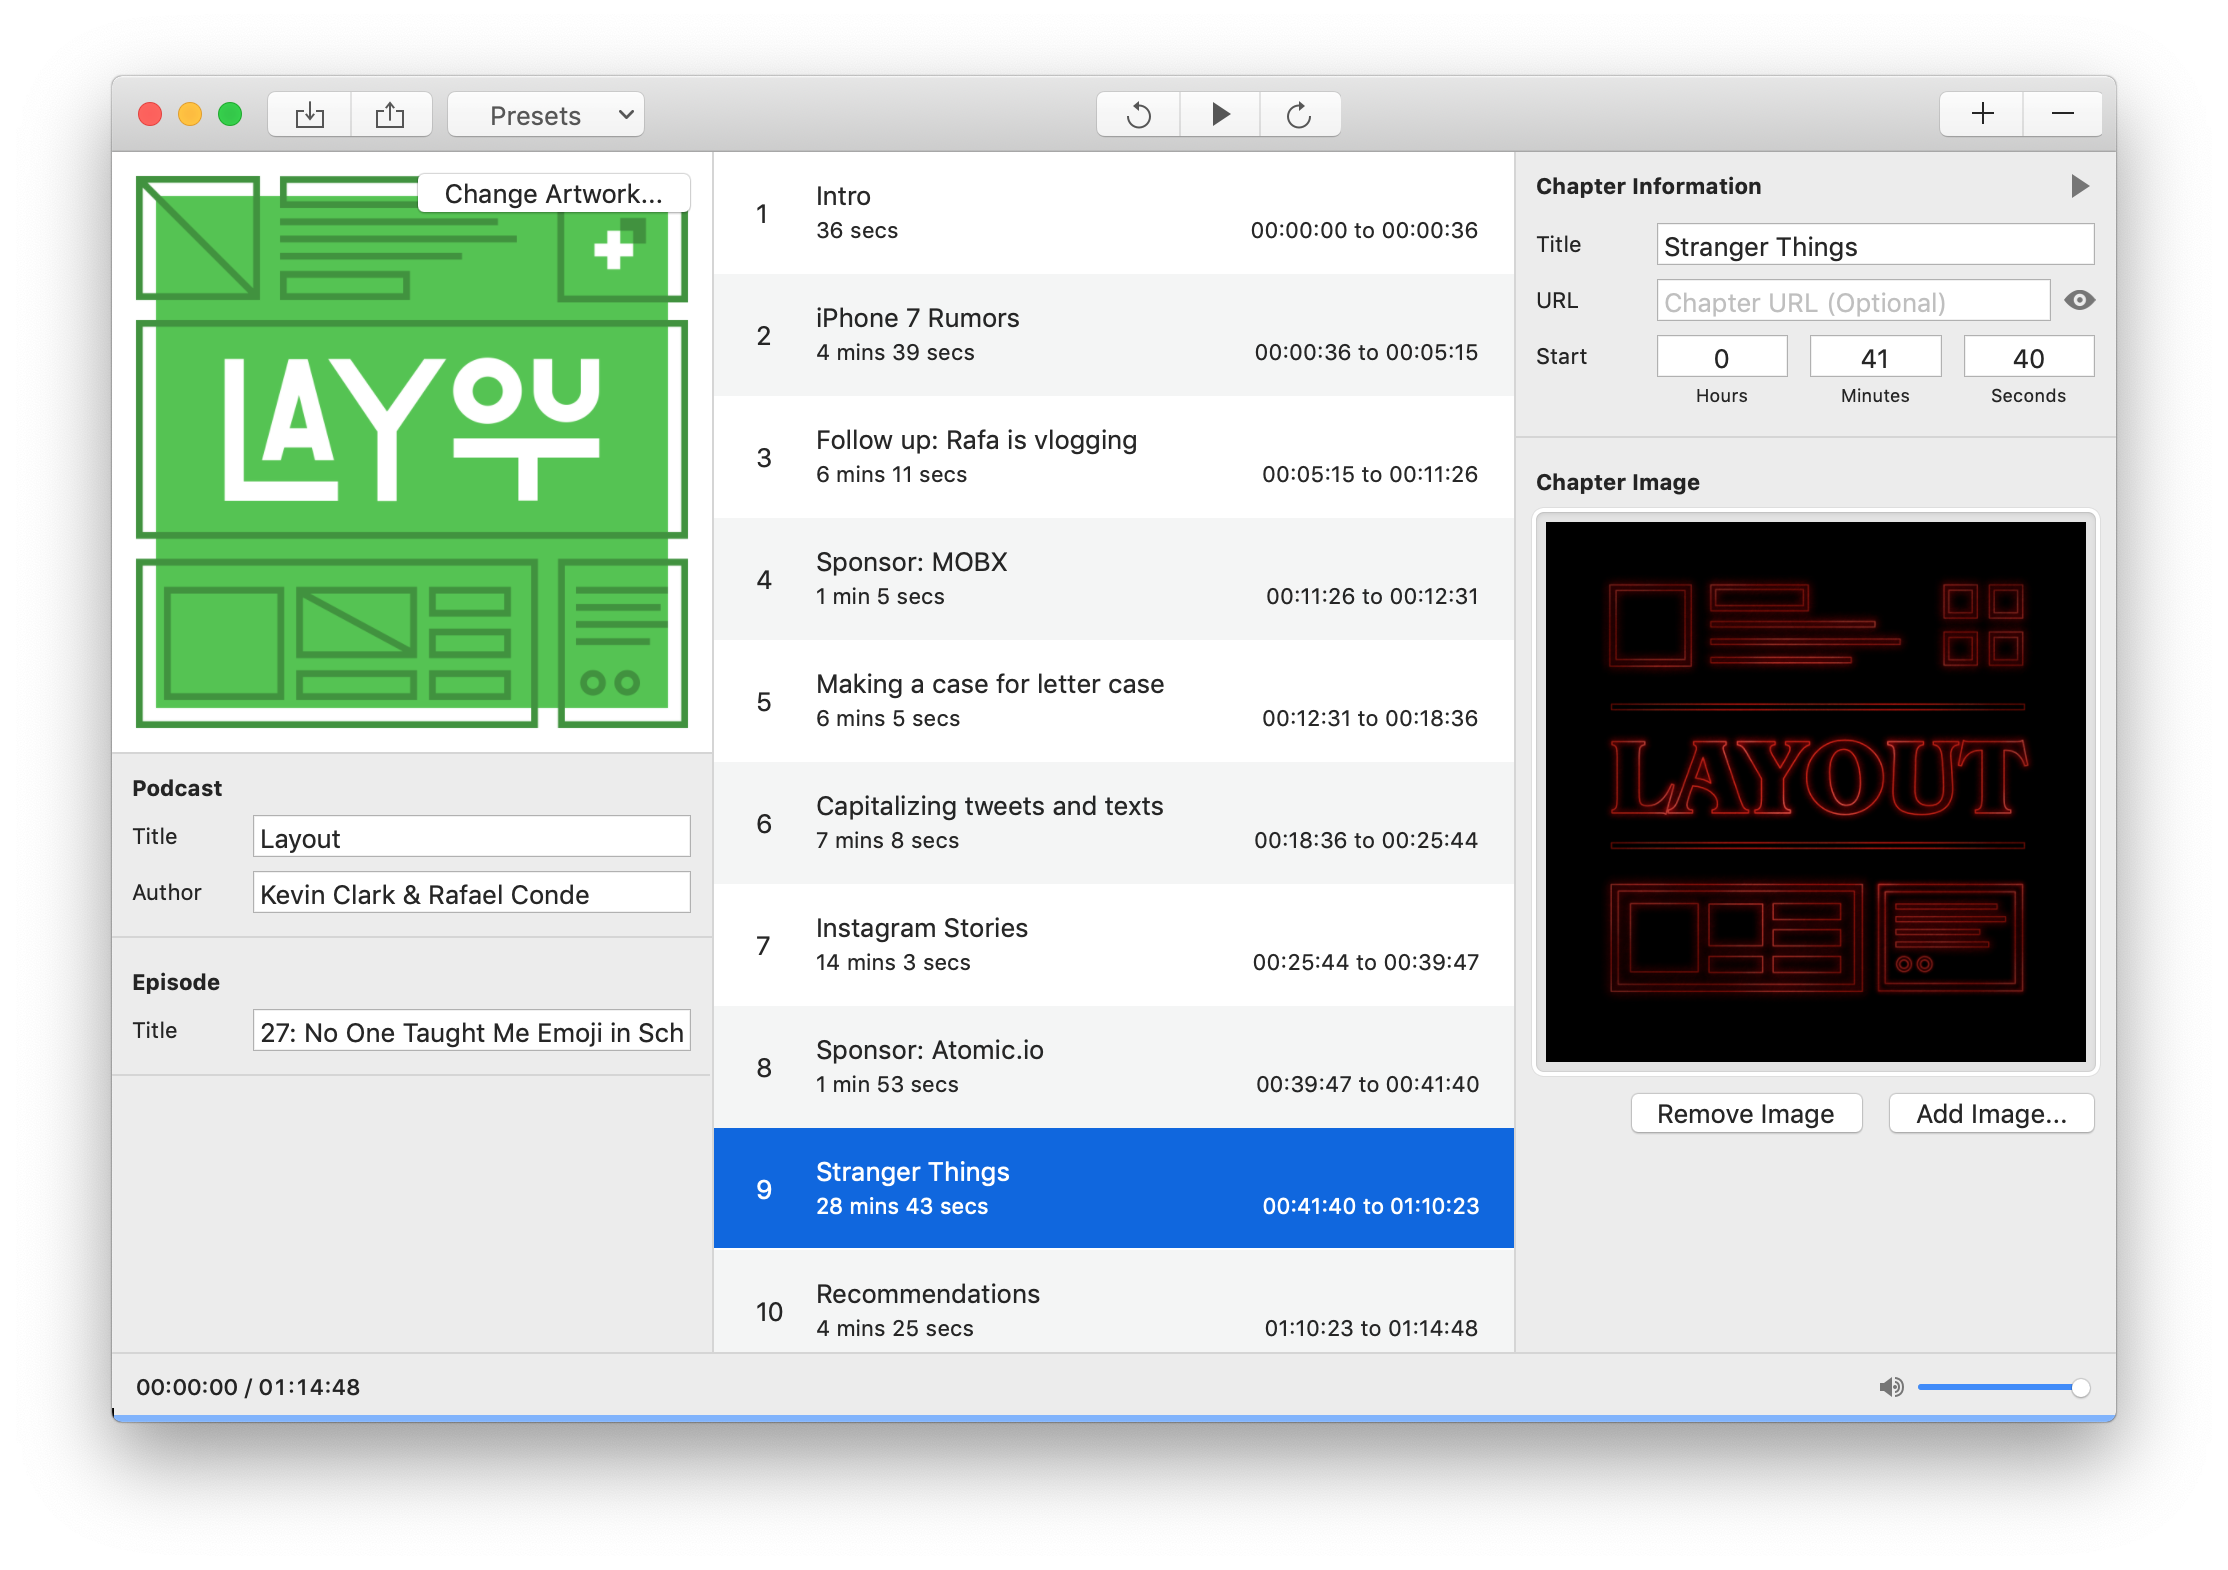 Presets
Change Artwork...
LAYOUT
Podcast
Title
Layout
Author
Kevin Clark & Rafael Conde
Episode
Title
27: No One Taught Me Emoji in Sch
1
Intro
36 secs
00:00:00 to 00:00:36
2
iPhone 7 Rumors
4 mins 39 secs
00:00:36 to 00:05:15
3
Follow up: Rafa is vlogging
6 mins 11 secs
00:05:15 to 00:11:26
4
Sponsor: MOBX
1 min 5 secs
00:11:26 to 00:12:31
5
Making a case for letter case
6 mins 5 secs
00:12:31 to 00:18:36
6
Capitalizing tweets and texts
7 mins 8 secs
00:18:36 to 00:25:44
7
Instagram Stories
14 mins 3 secs
00:25:44 to 00:39:47
8
Sponsor: Atomic.io
1 min 53 secs
00:39:47 to 00:41:40
9
Stranger Things
28 mins 43 secs
00:41:40 to 01:10:23
10
Recommendations
4 mins 25 secs
01:10:23 to 01:14:48
Chapter Information
Title
Stranger Things
URL
Chapter URL (Optional)
Start
0
41
40
Hours
Minutes
Seconds
Chapter Image
LAYOUT
Remove Image
Add Image...
00:00:00 / 01:14:48